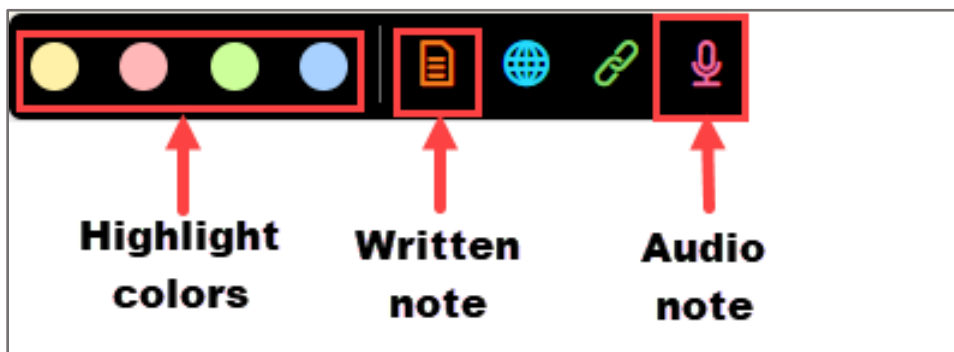 Highlight
colors
Written
note
Audio
note